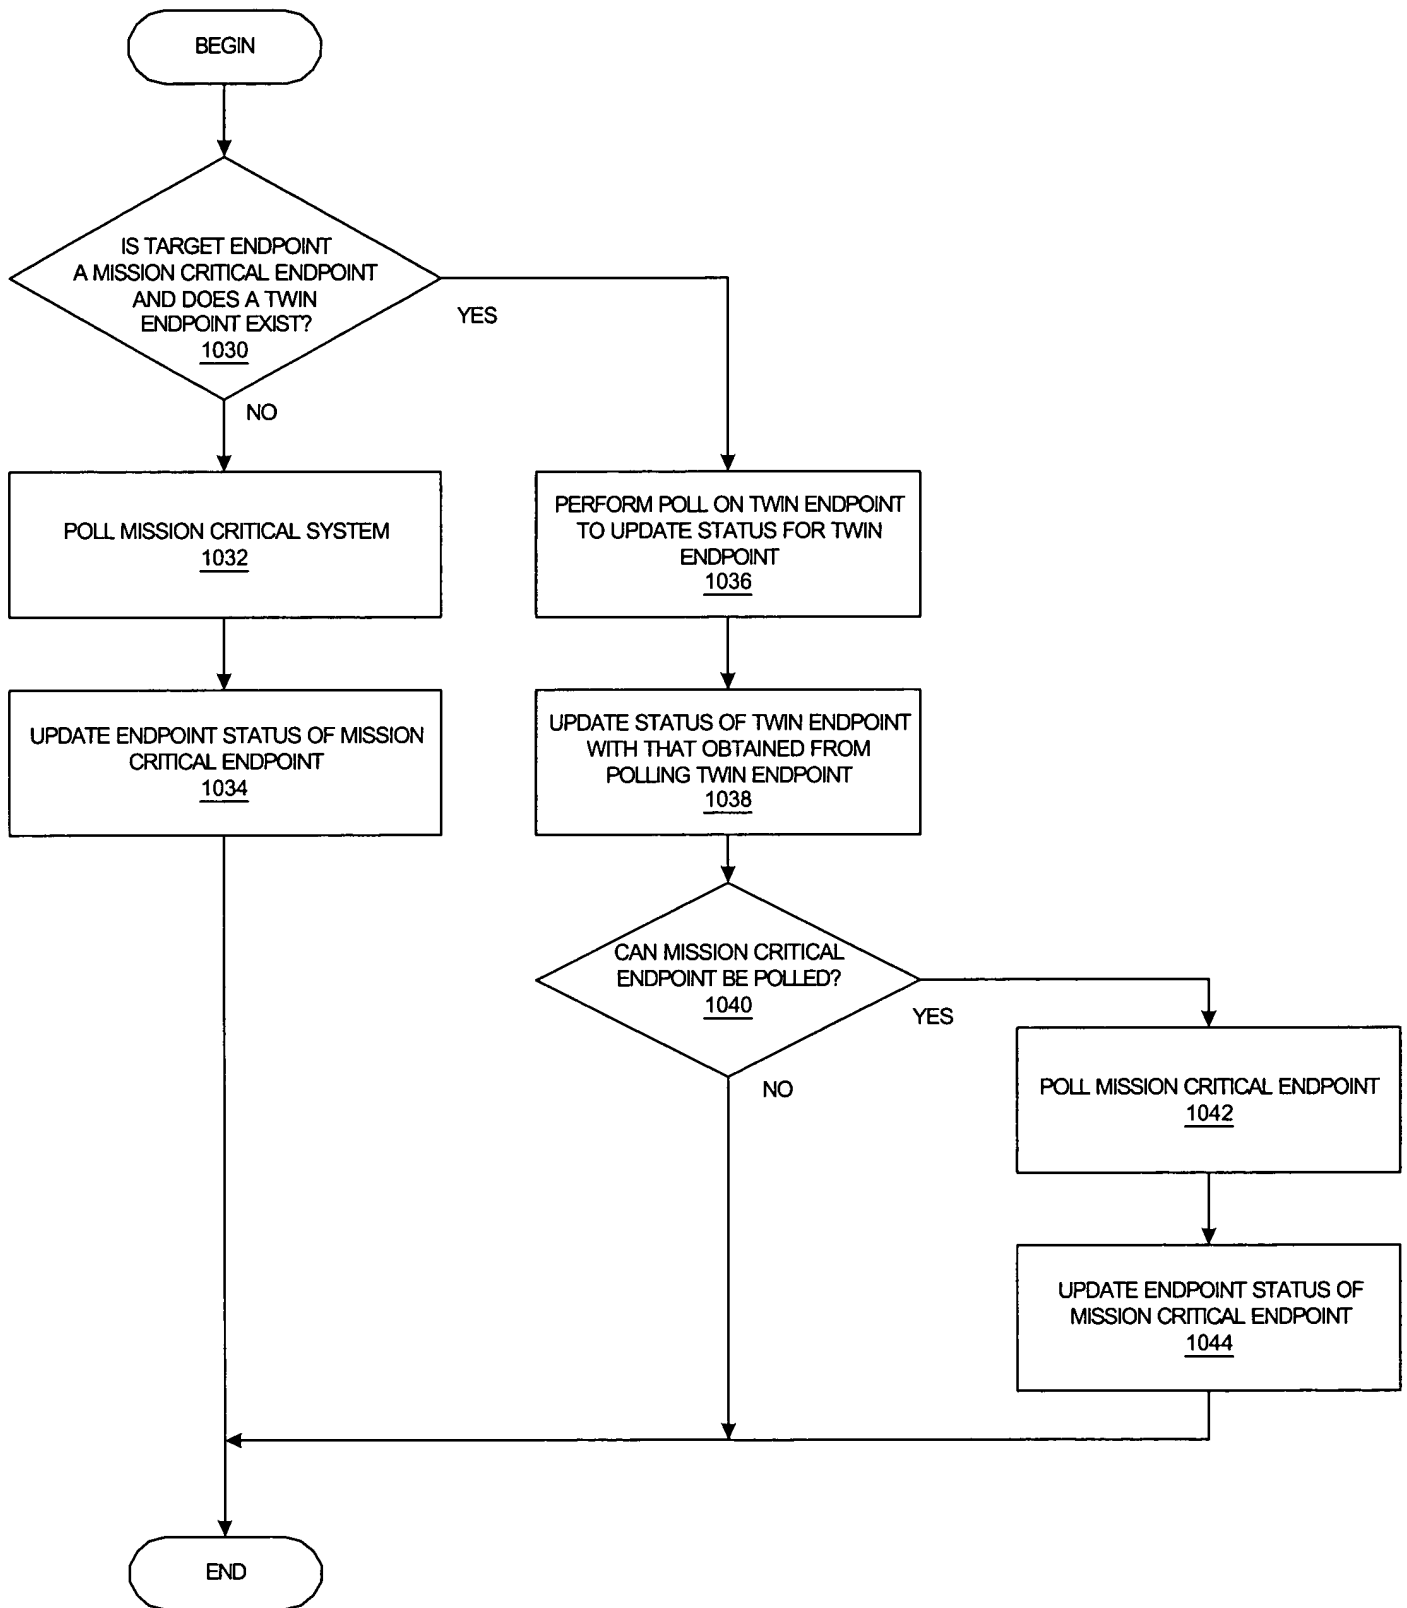 BEGIN
IS TARGET ENDPOINT
A MISSION CRITICAL ENDPOINT
AND DOES A TWIN
ENDPOINT EXIST?
1030
YES
NO
POLL MISSION CRITICAL SYSTEM
1032
PERFORM POLL ON TWIN ENDPOINT
TO UPDATE STATUS FOR TWIN
ENDPOINT
1036
UPDATE ENDPOINT STATUS OF MISSION
CRITICAL ENDPOINT
1034
UPDATE STATUS OF TWIN ENDPOINT
WITH THAT OBTAINED FROM
POLLING TWIN ENDPOINT
1038
CAN MISSION CRITICAL
ENDPOINT BE POLLED?
1040
YES
NO
POLL MISSION CRITICAL ENDPOINT
1042
UPDATE ENDPOINT STATUS OF
MISSION CRITICAL ENDPOINT
1044
END